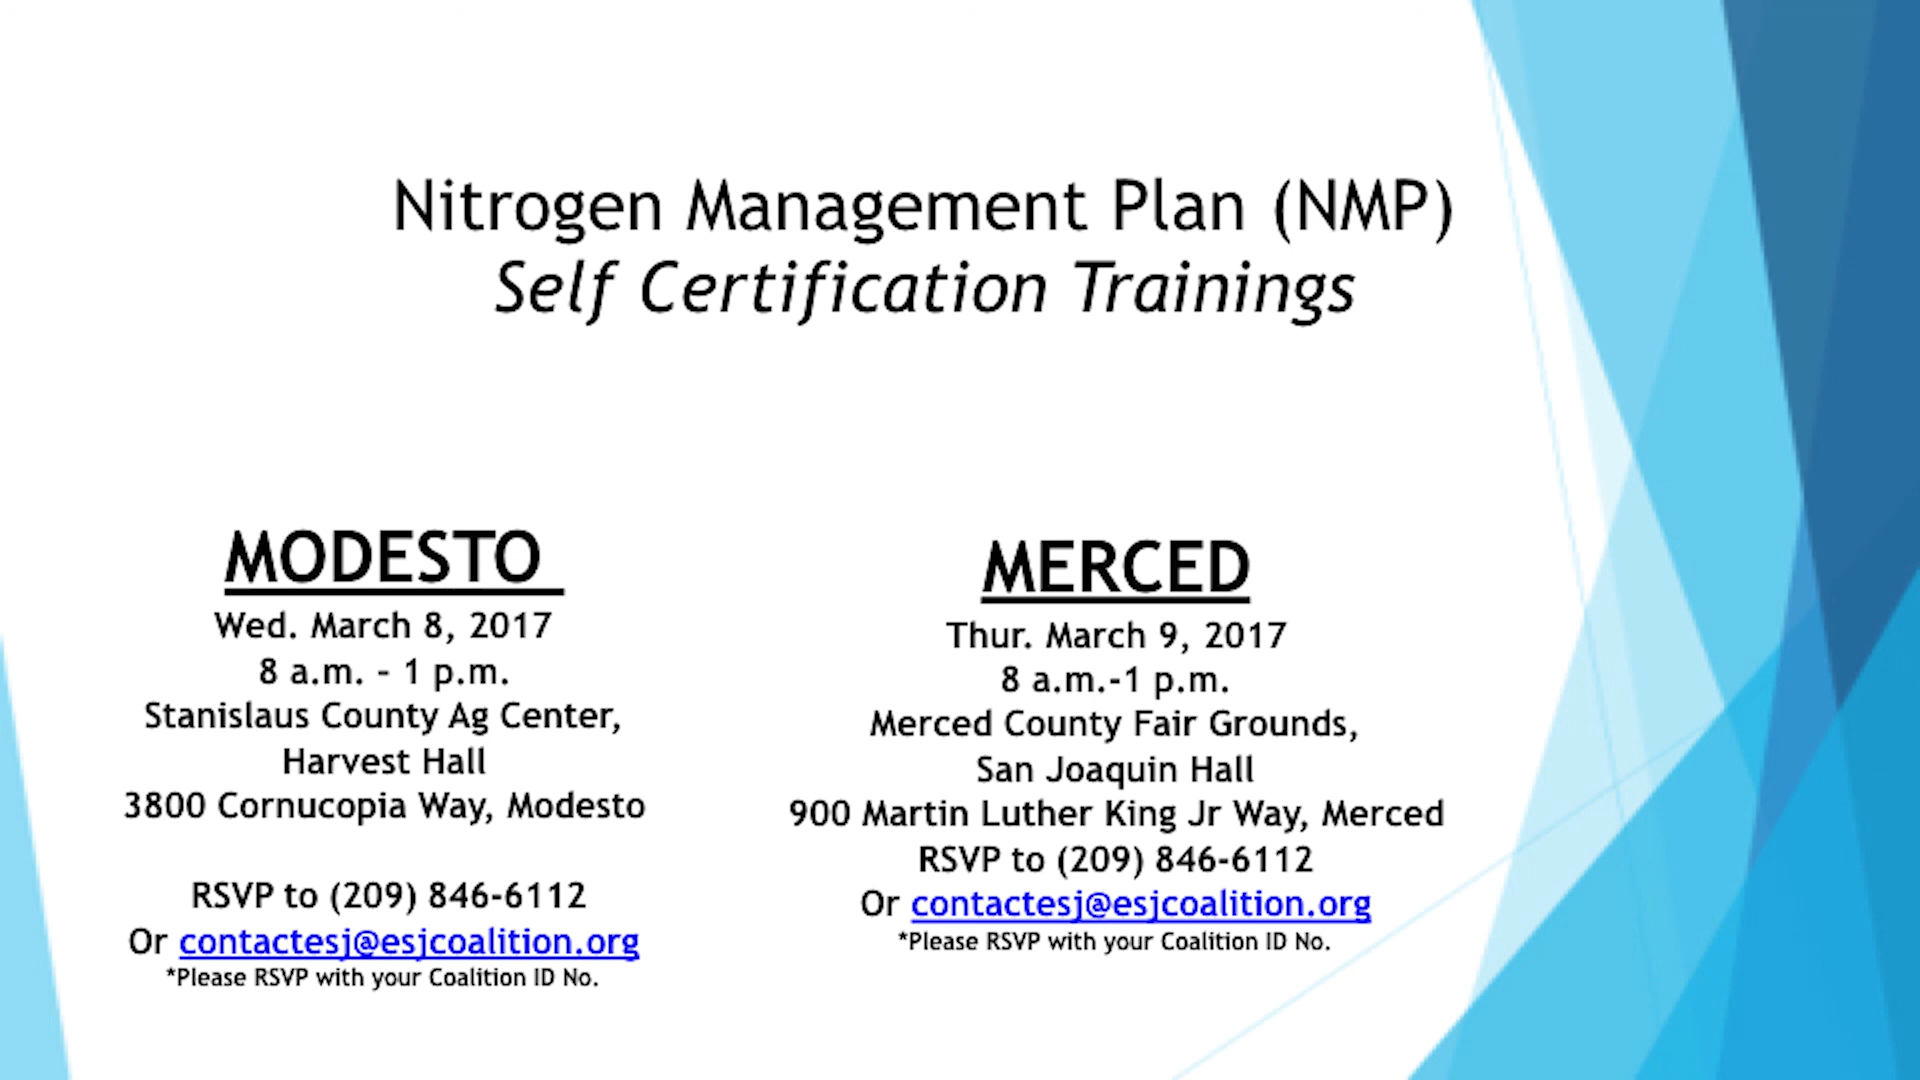 Nitrogen Management Plan (NMP)
Self Certification Trainings
MODESTO
Wed. March 8, 2017
8 a.m. - 1 p.m.
Stanislaus County Ag Center,
Harvest Hall
3800 Cornucopia Way, Modesto
RSVP to (209) 846-6112
Or contactesj@esjcoalition.org
*Please RSVP with your Coalition ID No.
MERCED
Thur. March 9, 2017
8 a.m.-1 p.m.
Merced County Fair Grounds,
San Joaquin Hall
900 Martin Luther King Jr Way, Merced
RSVP to (209) 846-6112
Or contactesj@esjcoalition.org
*Please RSVP with your Coalition ID No.